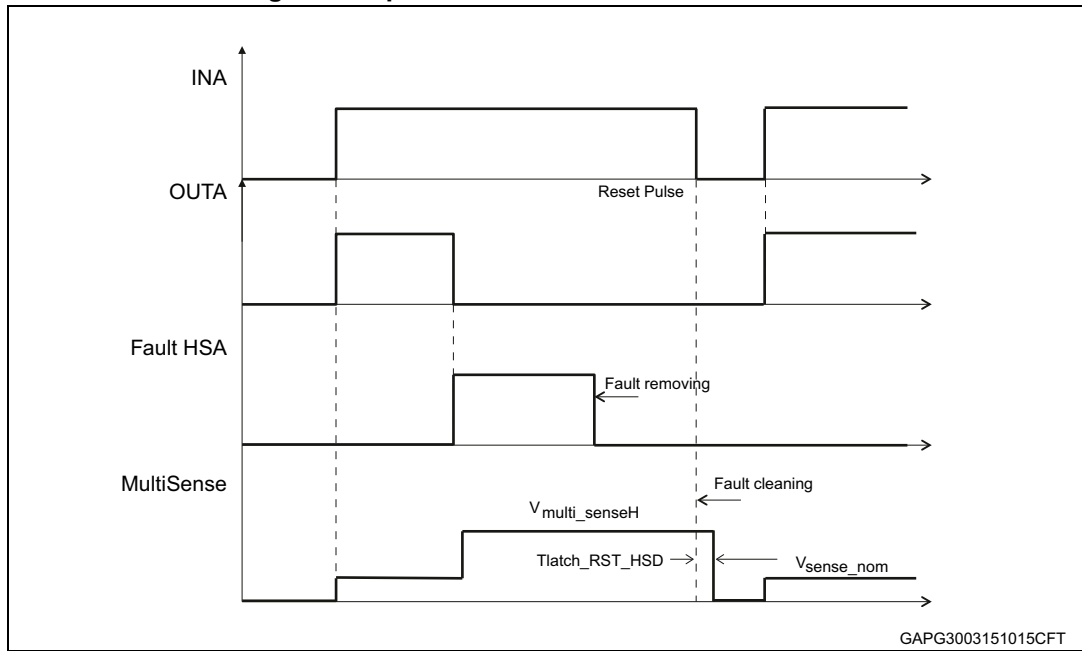 INA
Reset Pulse
OUTA
Fault HSA
Fault removing
MultiSense
Fault cleaning
Vmulti_senseH
Tlatch_RST_HSD
Vsense_nom
GAPG3003151015CFT